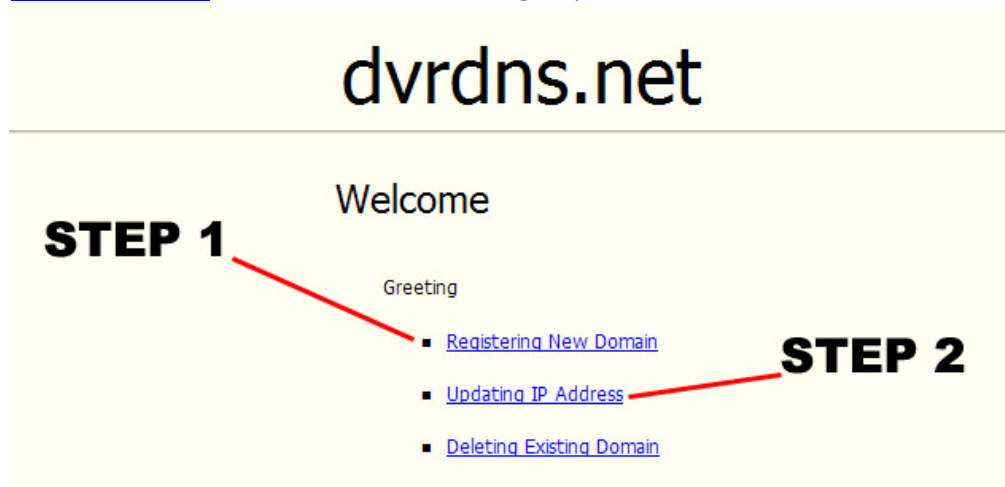 dvrdns.net
Welcome
STEP 1
Greeting
Registering New Domain
STEP 2
Updating IP Address
Deleting Existing Domain